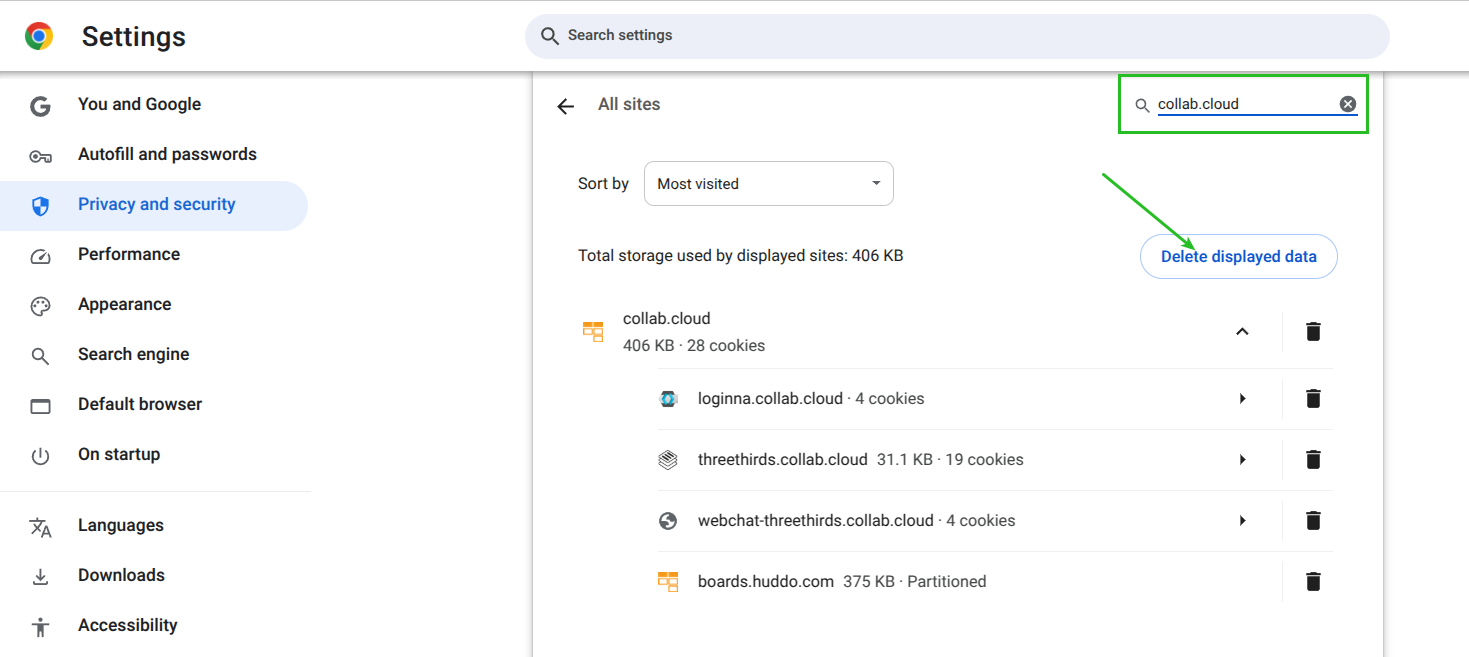 Settings
Search settings
You and Google
Autofill and passwords
Privacy and security
Performance
Appearance
Search engine
Default browser
On startup
Languages
Downloads
Accessibility
All sites
collab.cloud
Sort by
Most visited
Total storage used by displayed sites: 406 KB
Delete displayed data
collab.cloud
406 KB · 28 cookies
loginna.collab.cloud · 4 cookies
threethirds.collab.cloud 31.1 KB · 19 cookies
webchat-threethirds.collab.cloud · 4 cookies
boards.huddo.com 375 KB · Partitioned